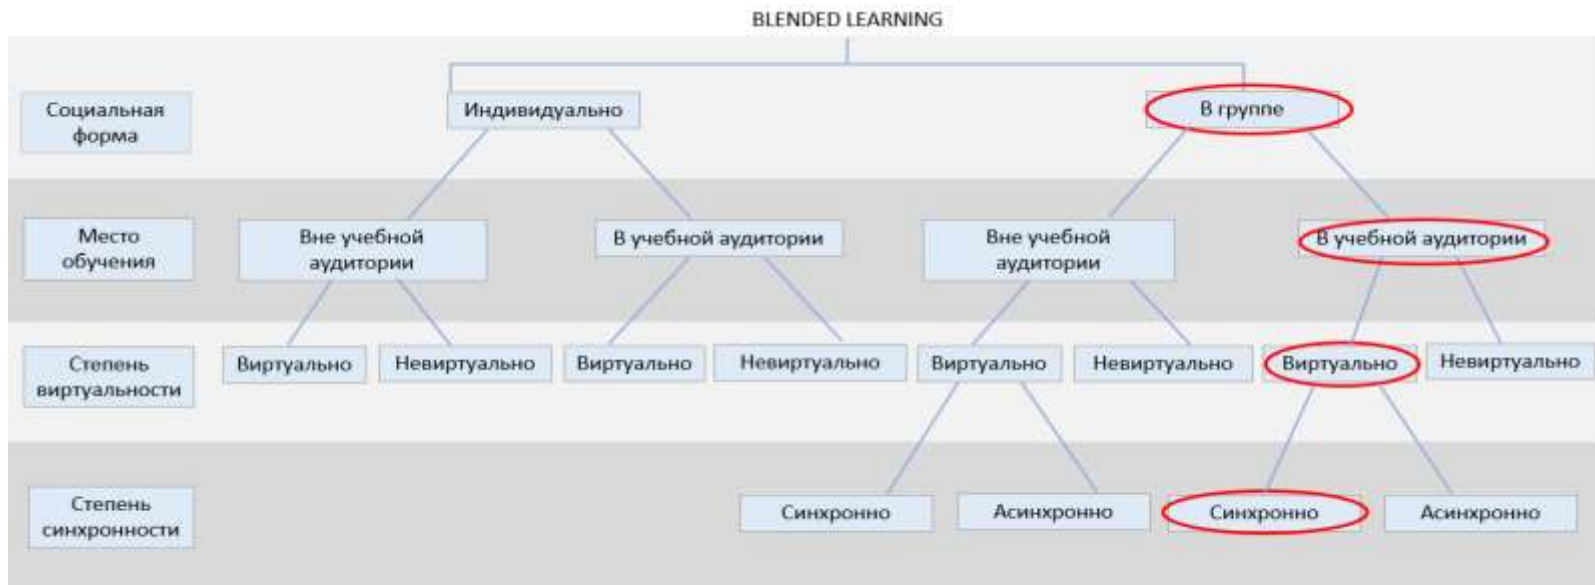 BLENDED LEARNING
Социальная
форма
Индивидуально
В группе
Место
обучения
Вне учебной
аудитории
В учебной аудитории
Вне учебной
аудитории
В учебной аудитории
Степень
виртуальности
Виртуально
Невиртуально
Виртуально
Невиртуально
Виртуально
Невиртуально
Виртуально
Невиртуально
Степень
синхронности
Синхронно
Асинхронно
Синхронно
Асинхронно